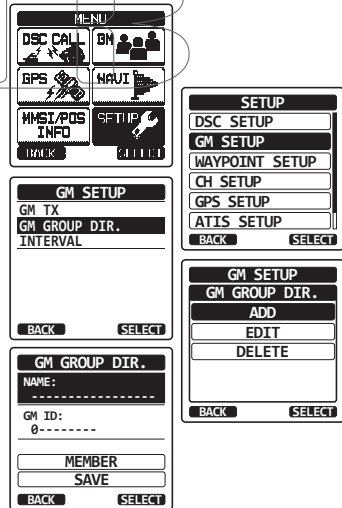 MENU
DSC CALL
GM
GPS
NAVI
MMSI/POS
INFO
SETUP
BACK
SETUP
DSC SETUP
GM SETUP
WAYPOINT SETUP
CH SETUP
GPS SETUP
ATIS SETUP
BACK SELECT
GM SETUP
GM TX
GM GROUP DIR.
INTERVAL
BACK SELECT
GM SETUP
GM GROUP DIR.
ADD
EDIT
DELETE
BACK SELECT
GM GROUP DIR.
NAME:
-----------------
GM ID:
0--------
MEMBER
SAVE
BACK SELECT